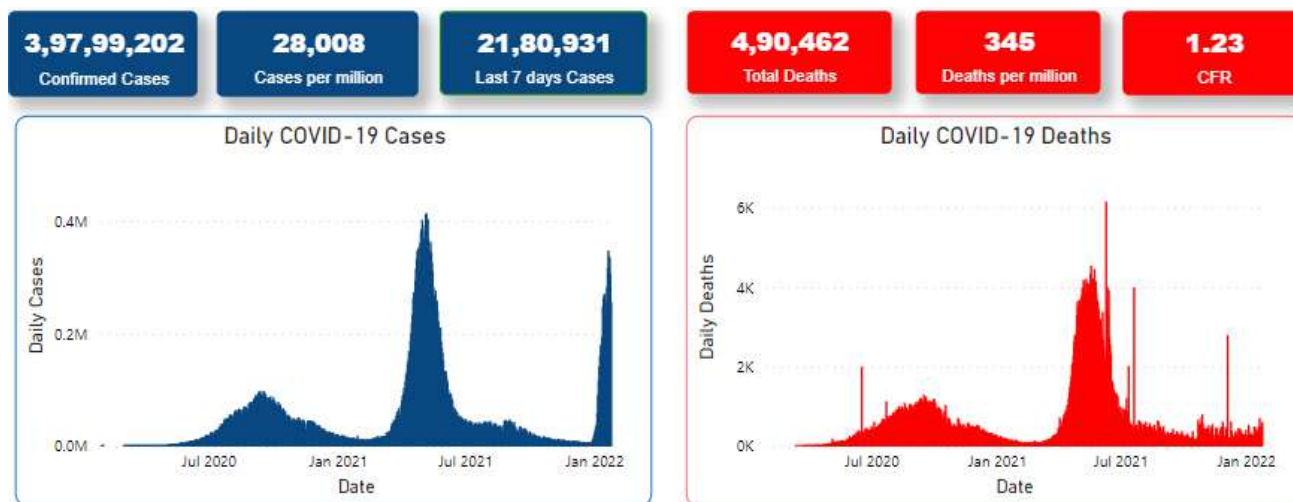 3,97,99,202
Confirmed Cases
28,008
Cases per million
21,80,931
Last 7 days Cases
4,90,462
Total Deaths
345
Deaths per million
1.23
CFR
Daily COVID-19 Cases
0.4M
0.2M
0.0M
Daily Cases
Jul 2020
Jan 2021
Jul 2021
Jan 2022
Date
Daily COVID-19 Deaths
6K
4K
2K
0K
Daily Deaths
Jul 2020
Jan 2021
Jul 2021
Jan 2022
Date